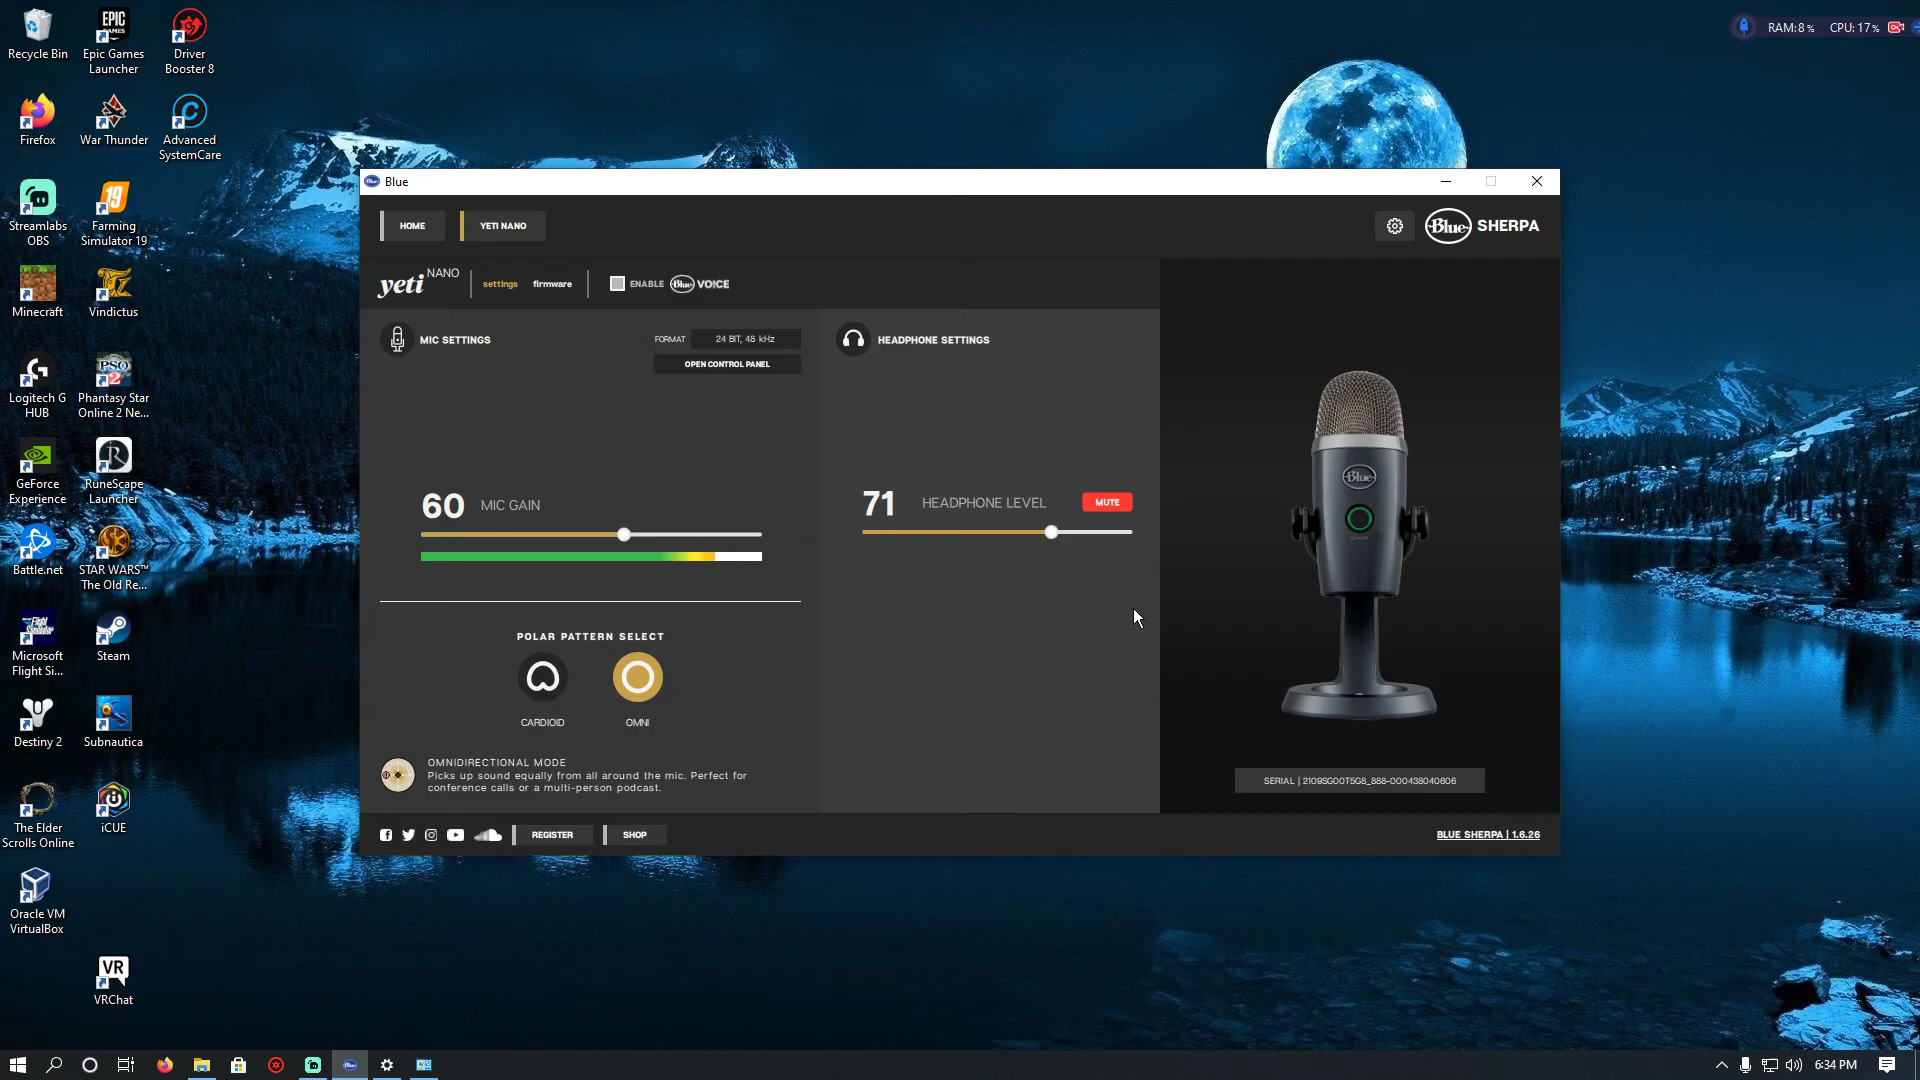 Recycle Bin
Epic Games
Launcher
Driver
Booster 8
RAM: 8 %
CPU: 17 %
Firefox
War Thunder
Advanced
SystemCare
Streamlabs
OBS
Farming
Simulator 19
Minecraft
Vindictus
Logitech G
HUB
Phantasy Star
Online 2 Ne...
GeForce
Experience
RuneScape
Launcher
Battle.net
STAR WARS™
The Old Re...
Microsoft
Flight Si...
Steam
Destiny 2
Subnautica
The Elder
Scrolls Online
iCUE
Oracle VM
VirtualBox
VR
VRChat
Blue
HOME
YETI NANO
Blue SHERPA
yeti NANO
settings
firmware
ENABLE Blue VO!CE
MIC SETTINGS
FORMAT 24 BIT, 48 kHz
OPEN CONTROL PANEL
HEADPHONE SETTINGS
60 MIC GAIN
71 HEADPHONE LEVEL
MUTE
POLAR PATTERN SELECT
CARDIOID
OMNI
OMNIDIRECTIONAL MODE
Picks up sound equally from all around the mic. Perfect for
conference calls or a multi-person podcast.
Blue
SERIAL | 2109SG00T5G8_888-000438040606
REGISTER
SHOP
BLUE SHERPA | 1.6.26
6:34 PM